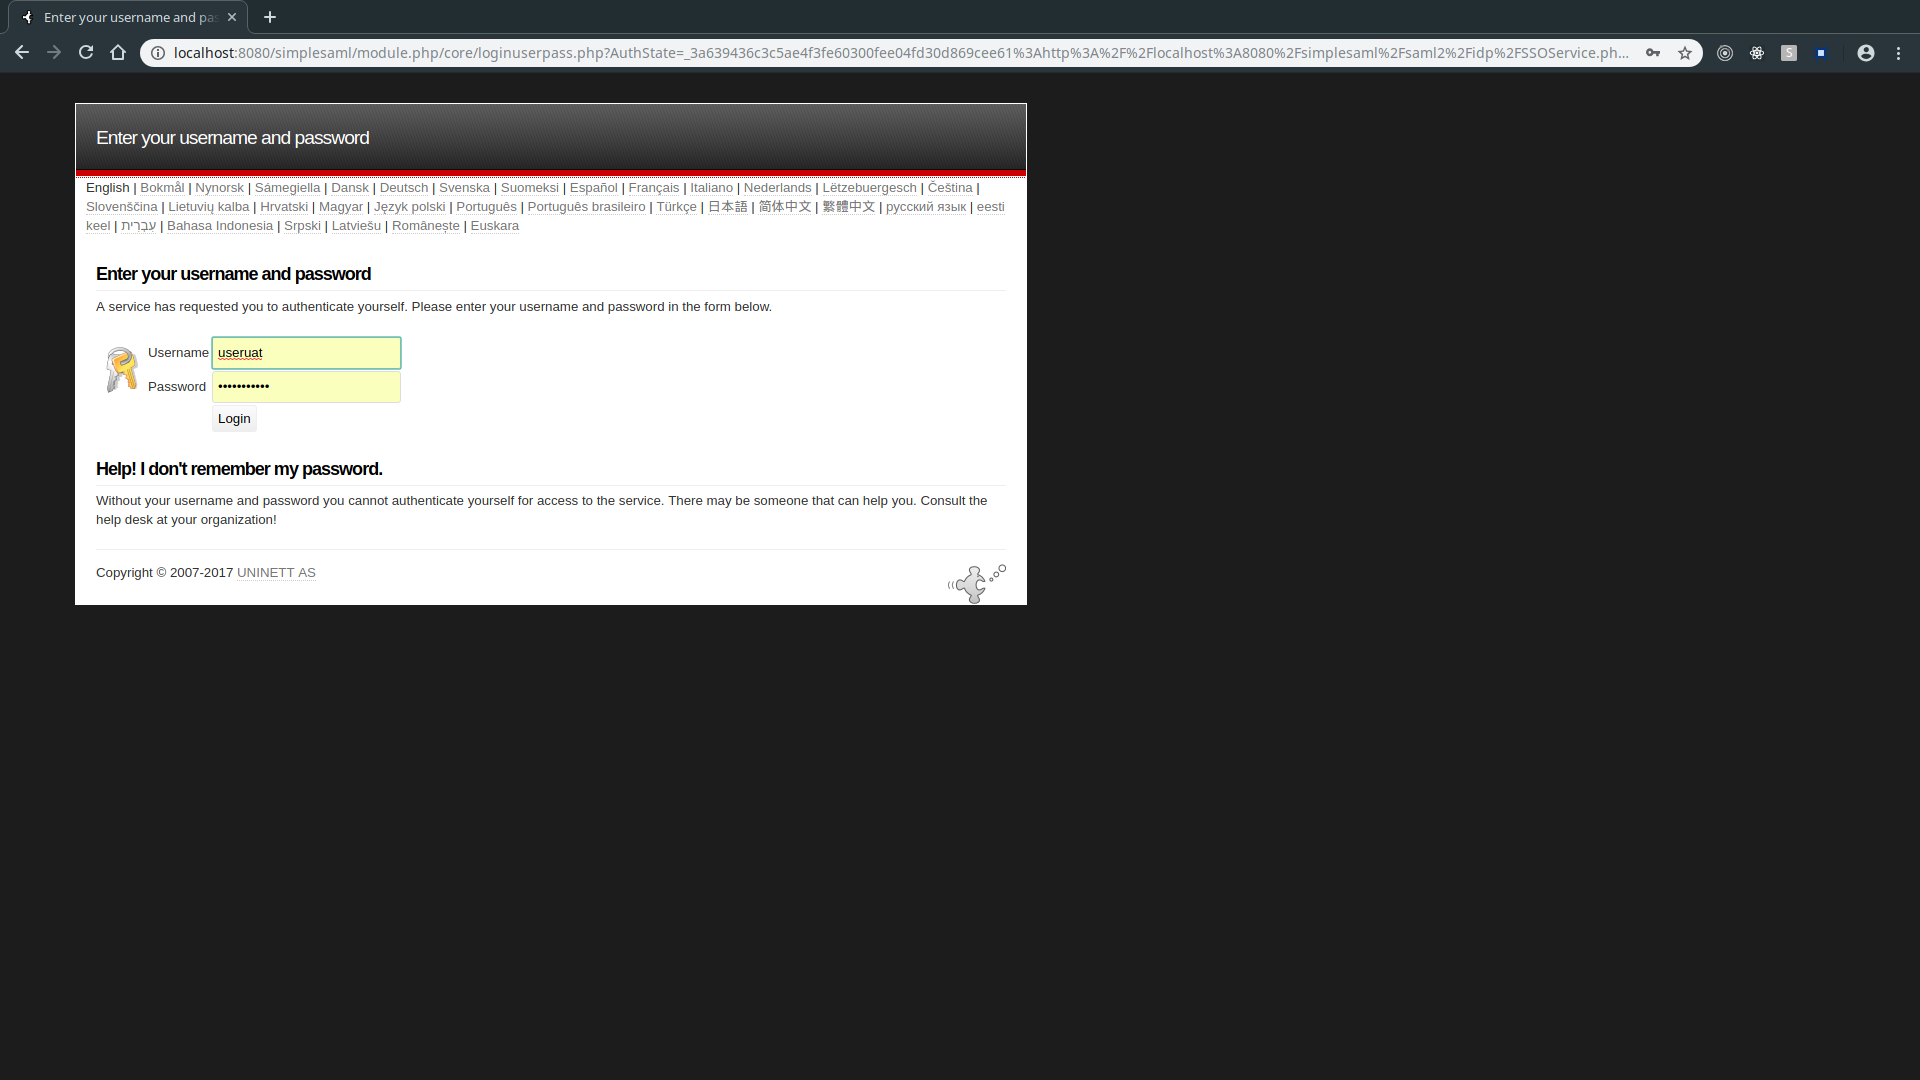 Enter your username and pas
localhost:8080/simplesaml/module.php/core/loginuserpass.php?AuthState=_3a639436c3c5ae4f3fe60300fee04fd30d869cee61%3Ahttp%3A%2F%2Flocalhost%3A8080%2Fsimplesaml%2Fsaml2%2Fidp%2FSSOService.ph...
S
Enter your username and password
English | Bokmål | Nynorsk | Sámegiella | Dansk | Deutsch | Svenska | Suomeksi | Español | Français | Italiano | Nederlands | Lëtzebuergesch | Čeština |
Slovenščina | Lietuvių kalba | Hrvatski | Magyar | Język polski | Português | Português brasileiro | Türkçe | 日本語 | 简体中文 | 繁體中文 | русский язык | eesti
keel | עִבְרִית | Bahasa Indonesia | Srpski | Latviešu | Românește | Euskara
Enter your username and password
A service has requested you to authenticate yourself. Please enter your username and password in the form below.
Username useruat
Password •••••••••••
Login
Help! I don't remember my password.
Without your username and password you cannot authenticate yourself for access to the service. There may be someone that can help you. Consult the
help desk at your organization!
Copyright © 2007-2017 UNINETT AS